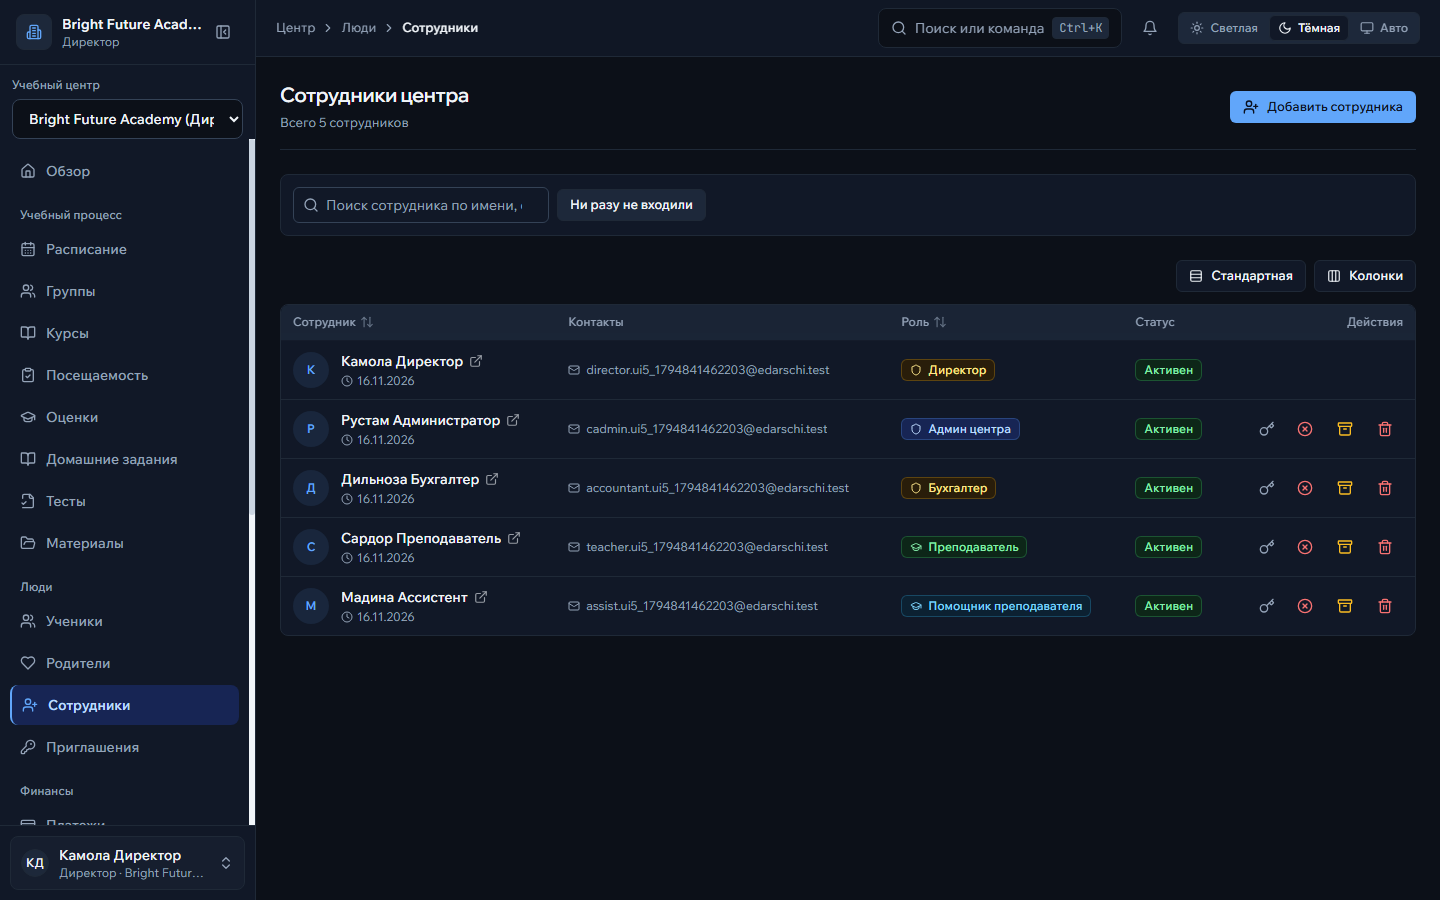 Bright Future Acad...
Директор
Учебный центр
Bright Future Academy (Дир
Обзор
Учебный процесс
Расписание
Группы
Курсы
Посещаемость
Оценки
Домашние задания
Тесты
Материалы
Люди
Ученики
Родители
Сотрудники
Приглашения
Финансы
Платежи
КД
Камола Директор
Директор · Bright Futur...
Центр
Люди
Сотрудники
Поиск или команда
Ctrl+K
Светлая
Тёмная
Авто
Сотрудники центра
Всего 5 сотрудников
Добавить сотрудника
Поиск сотрудника по имени,
Ни разу не входили
Стандартная
Колонки
Сотрудник Контакты Роль Статус Действия
К Камола Директор director.ui5_1794841462203@edarschi.test Директор Активен
16.11.2026
Р Рустам Администратор cadmin.ui5_1794841462203@edarschi.test Админ центра Активен
16.11.2026
Д Дильноза Бухгалтер accountant.ui5_1794841462203@edarschi.test Бухгалтер Активен
16.11.2026
С Сардор Преподаватель teacher.ui5_1794841462203@edarschi.test Преподаватель Активен
16.11.2026
М Мадина Ассистент assist.ui5_1794841462203@edarschi.test Помощник преподавателя Активен
16.11.2026